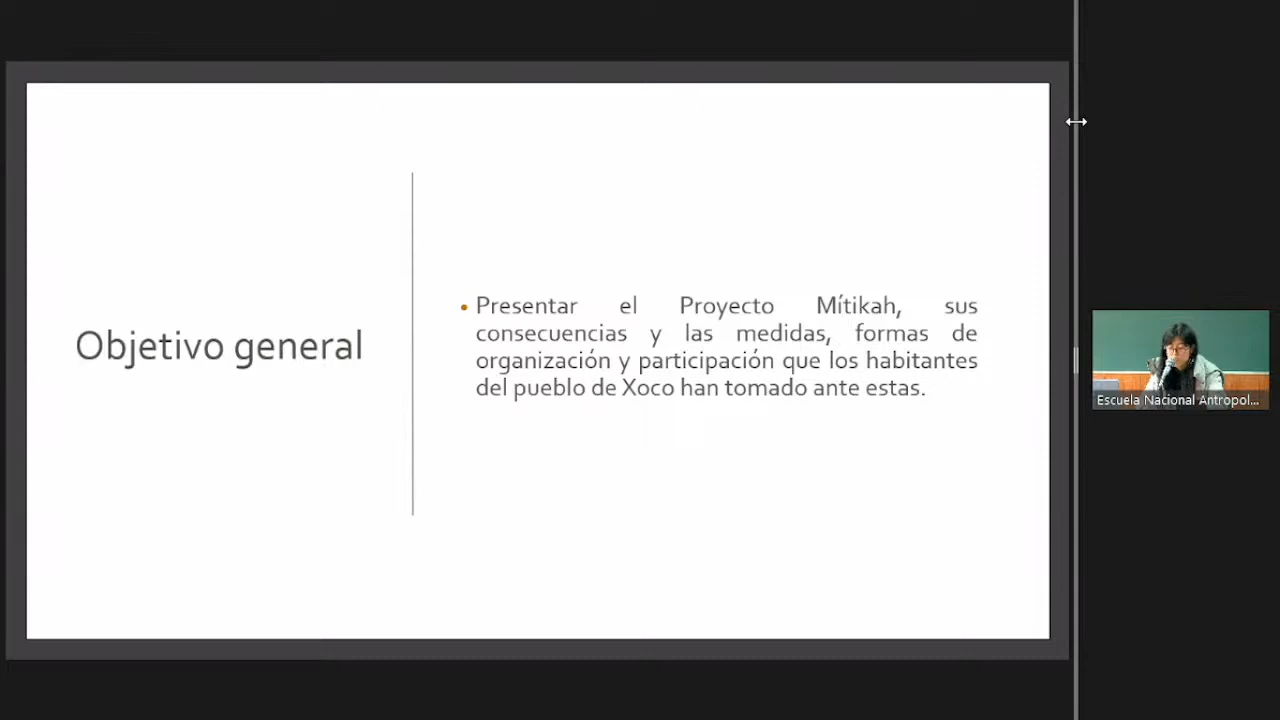 Objetivo general
• Presentar el Proyecto Mítikah, sus
consecuencias y las medidas, formas de
organización y participación que los habitantes
del pueblo de Xoco han tomado ante estas.
Escuela Nacional Antropol...